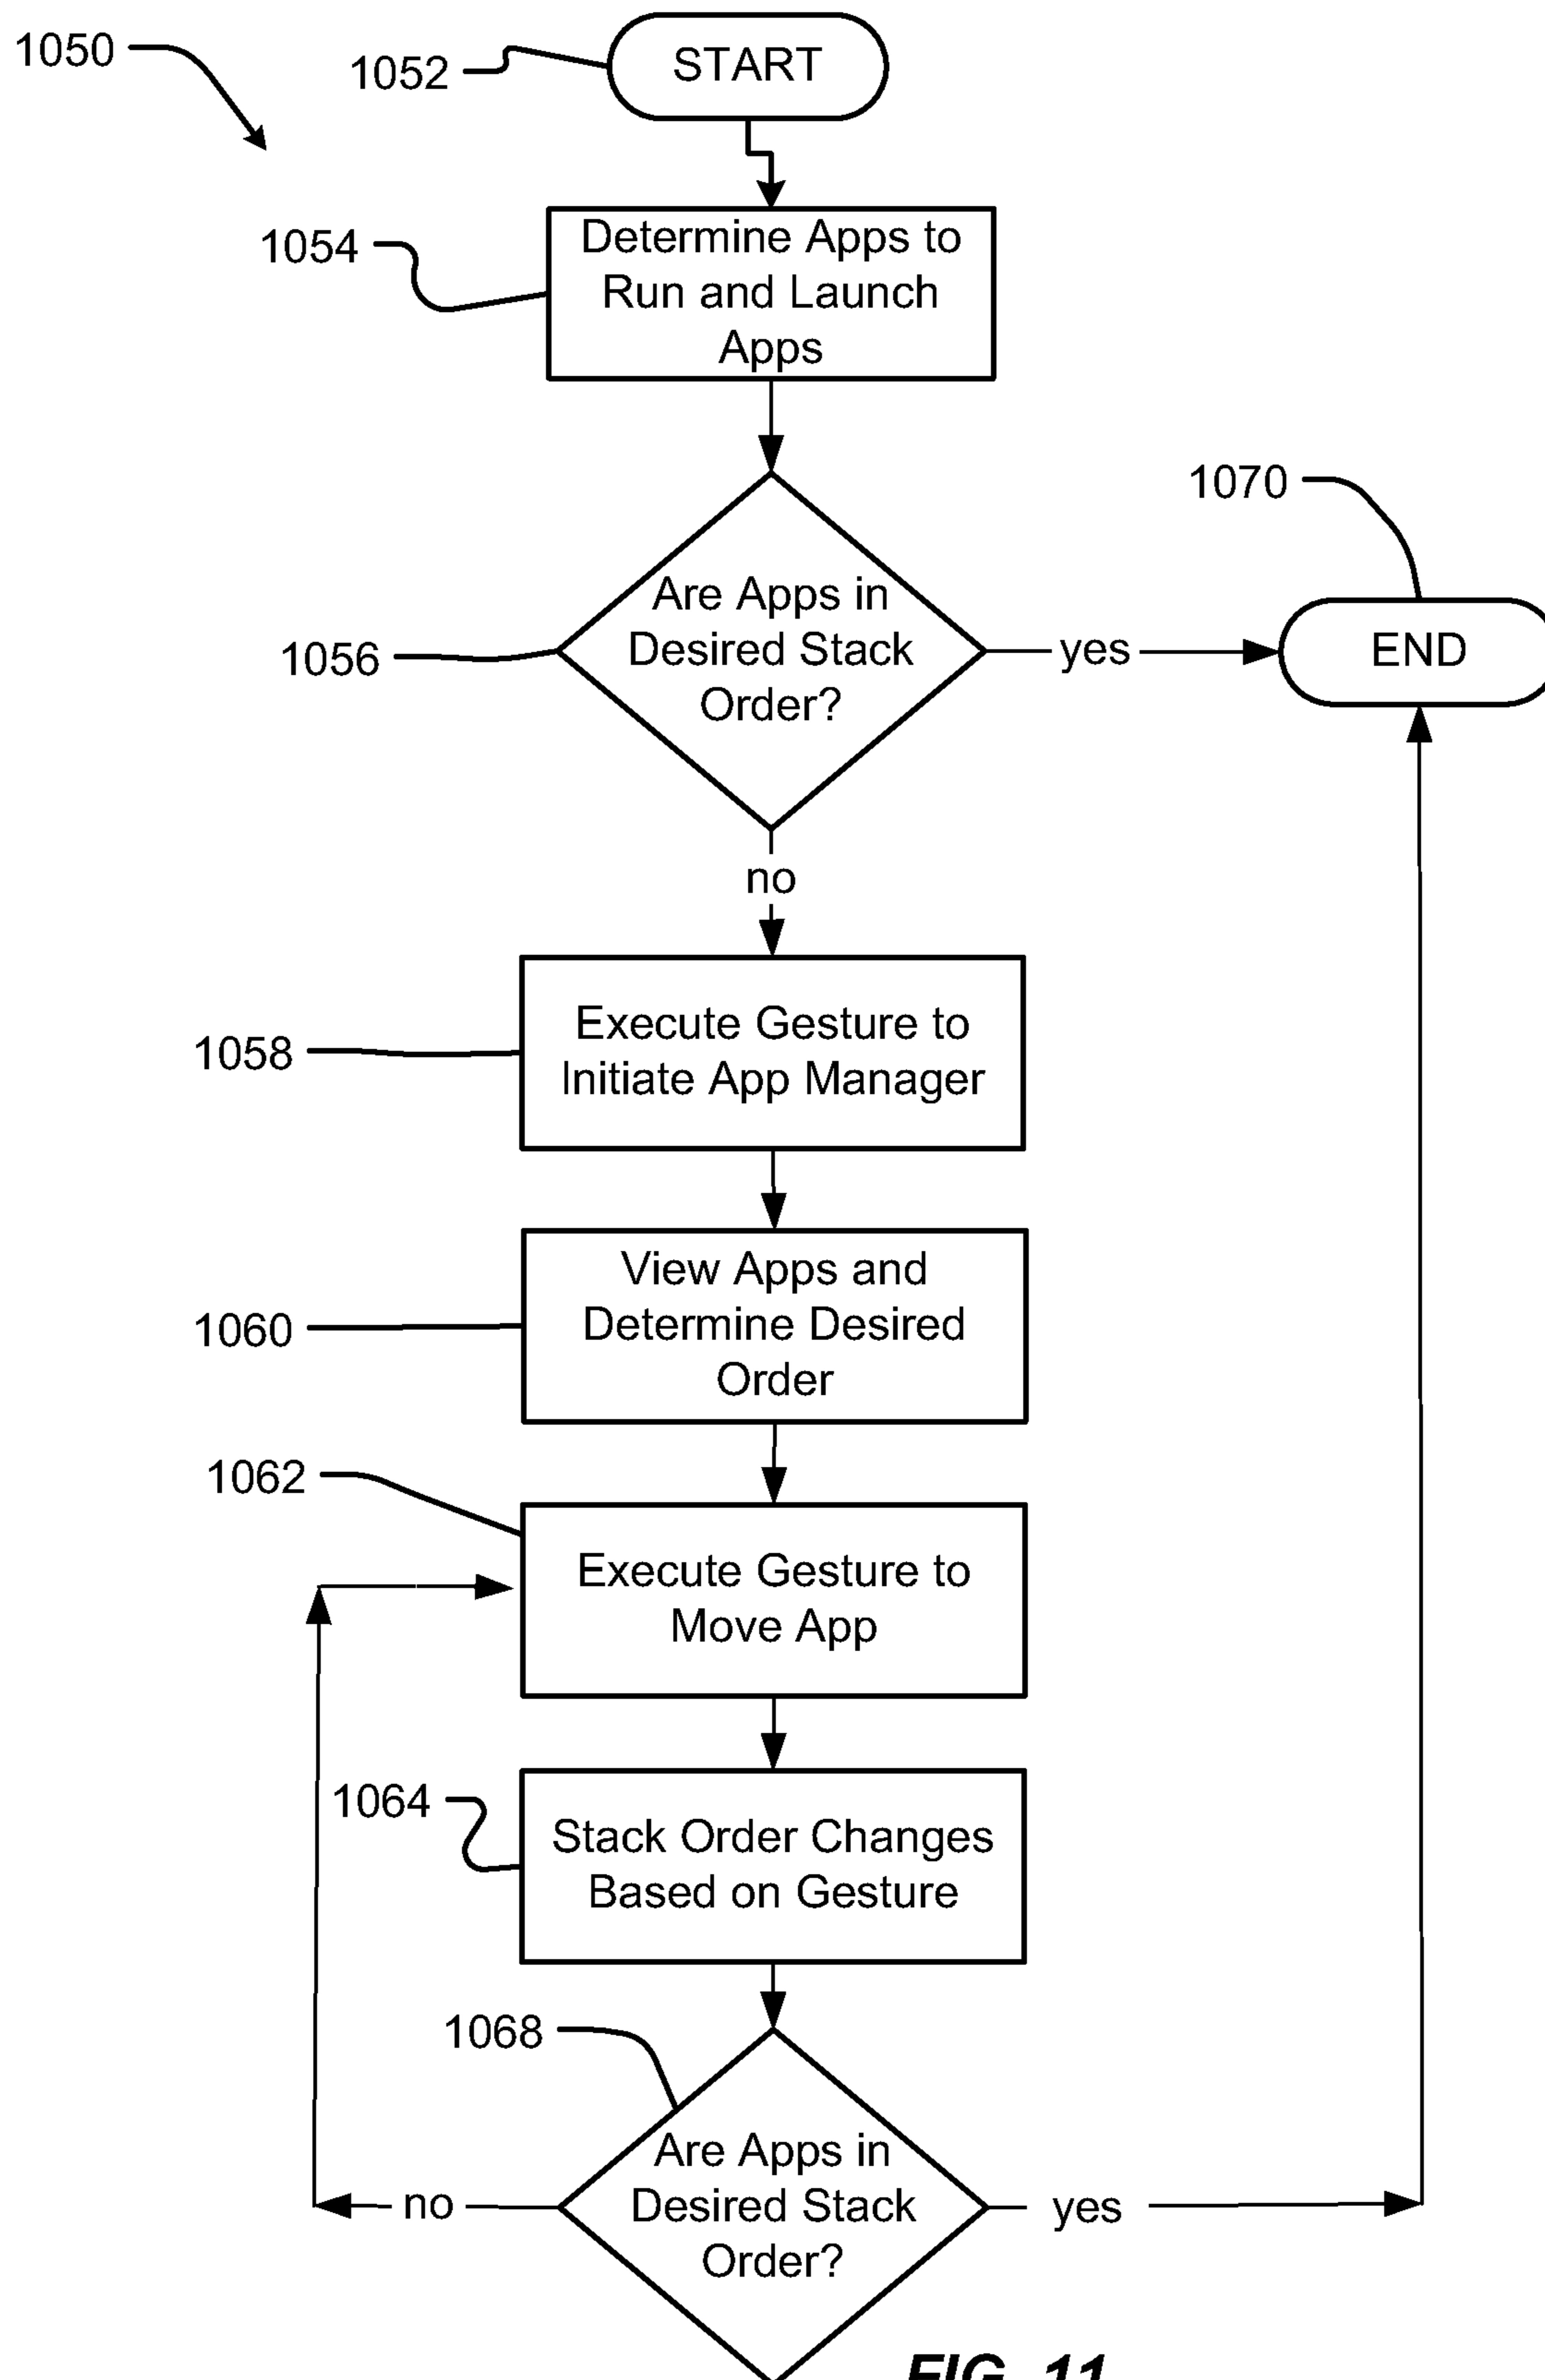 1050
1052
START
1054
Determine Apps to
Run and Launch
Apps
1070
1056
Are Apps in
Desired Stack
Order?
yes
END
no
1058
Execute Gesture to
Initiate App Manager
1060
View Apps and
Determine Desired
Order
1062
Execute Gesture to
Move App
1064
Stack Order Changes
Based on Gesture
1068
Are Apps in
Desired Stack
Order?
no
yes
FIG. 11